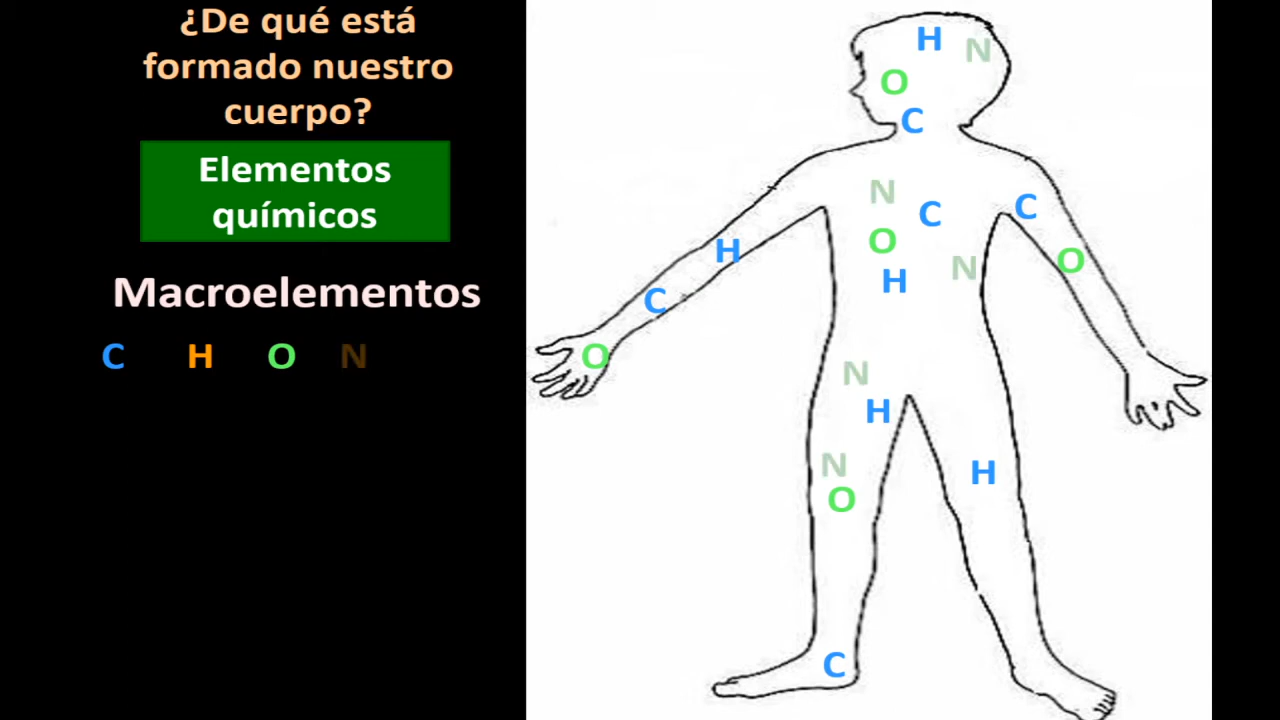 ¿De qué está
formado nuestro
cuerpo?
Elementos
químicos
Macroelementos
C H O N
H N
O
C
N
C C
O O
H N
H
C
O
N
H
N
H
O
C